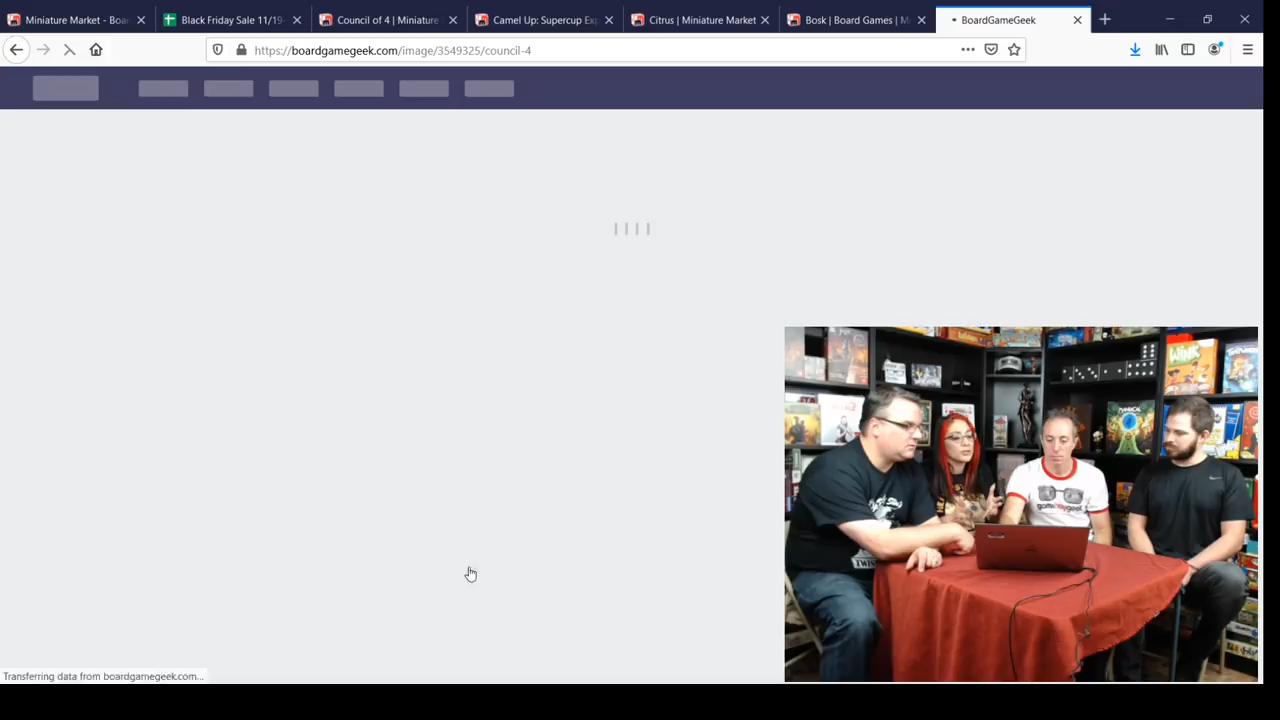 Miniature Market - Boa
Black Friday Sale 11/19-
Council of 4 | Miniature
Camel Up: Supercup Exp
Citrus | Miniature Market
Bosk | Board Games | M
BoardGameGeek
https://boardgamegeek.com/image/3549325/council-4
WINK
Transferring data from boardgamegeek.com...